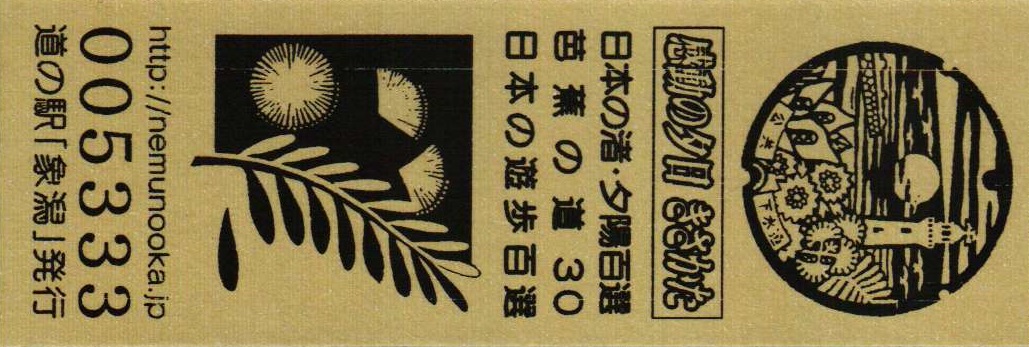 感動の夕日 きさかた
日本の渚・夕陽百選
芭蕉の道30
日本の遊歩百選
http://nemunooka.jp
005333
道の駅「象潟」発行